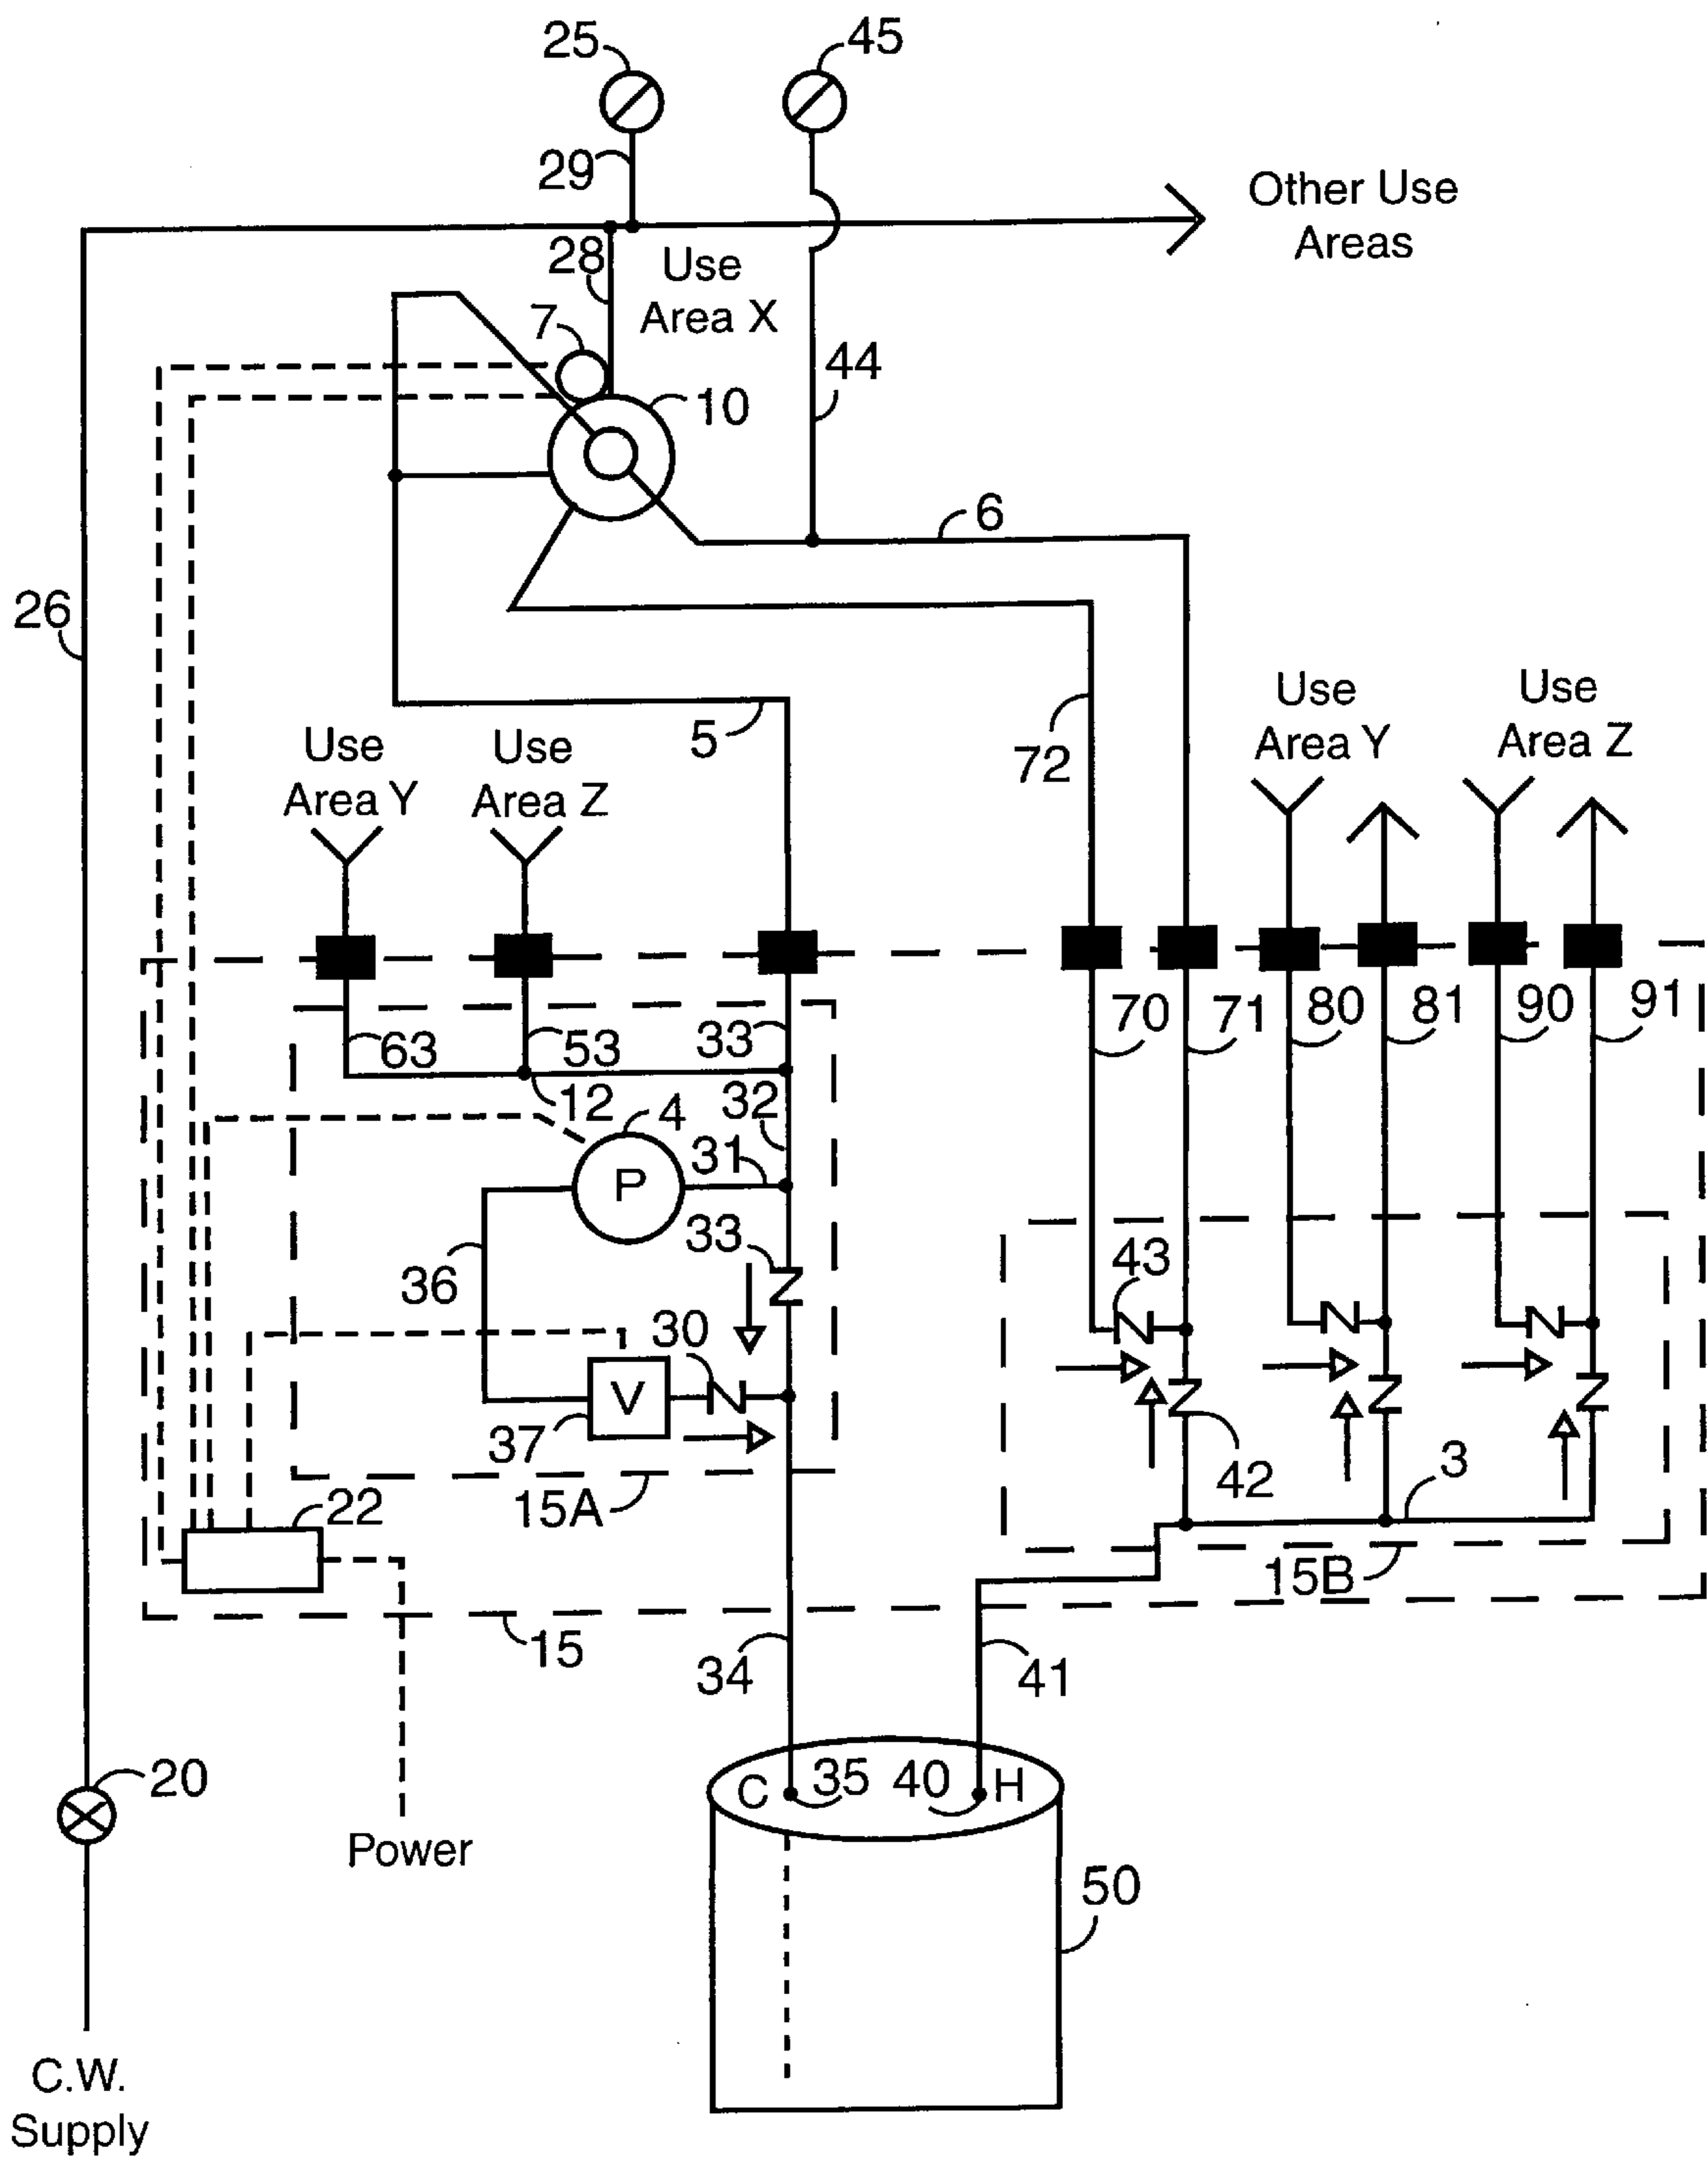 25
45
29
Other Use
Areas
28
Use
Area X
7
44
10
6
26
5
72
Use
Area Y
Use
Area Z
Use
Area Y
Use
Area Z
63
53
33
70
71
80
81
90
91
12
4
32
31
P
33
36
43
30
V
37
42
3
22
15A
15B
15
34
41
20
C
35
40
H
Power
50
C.W.
Supply